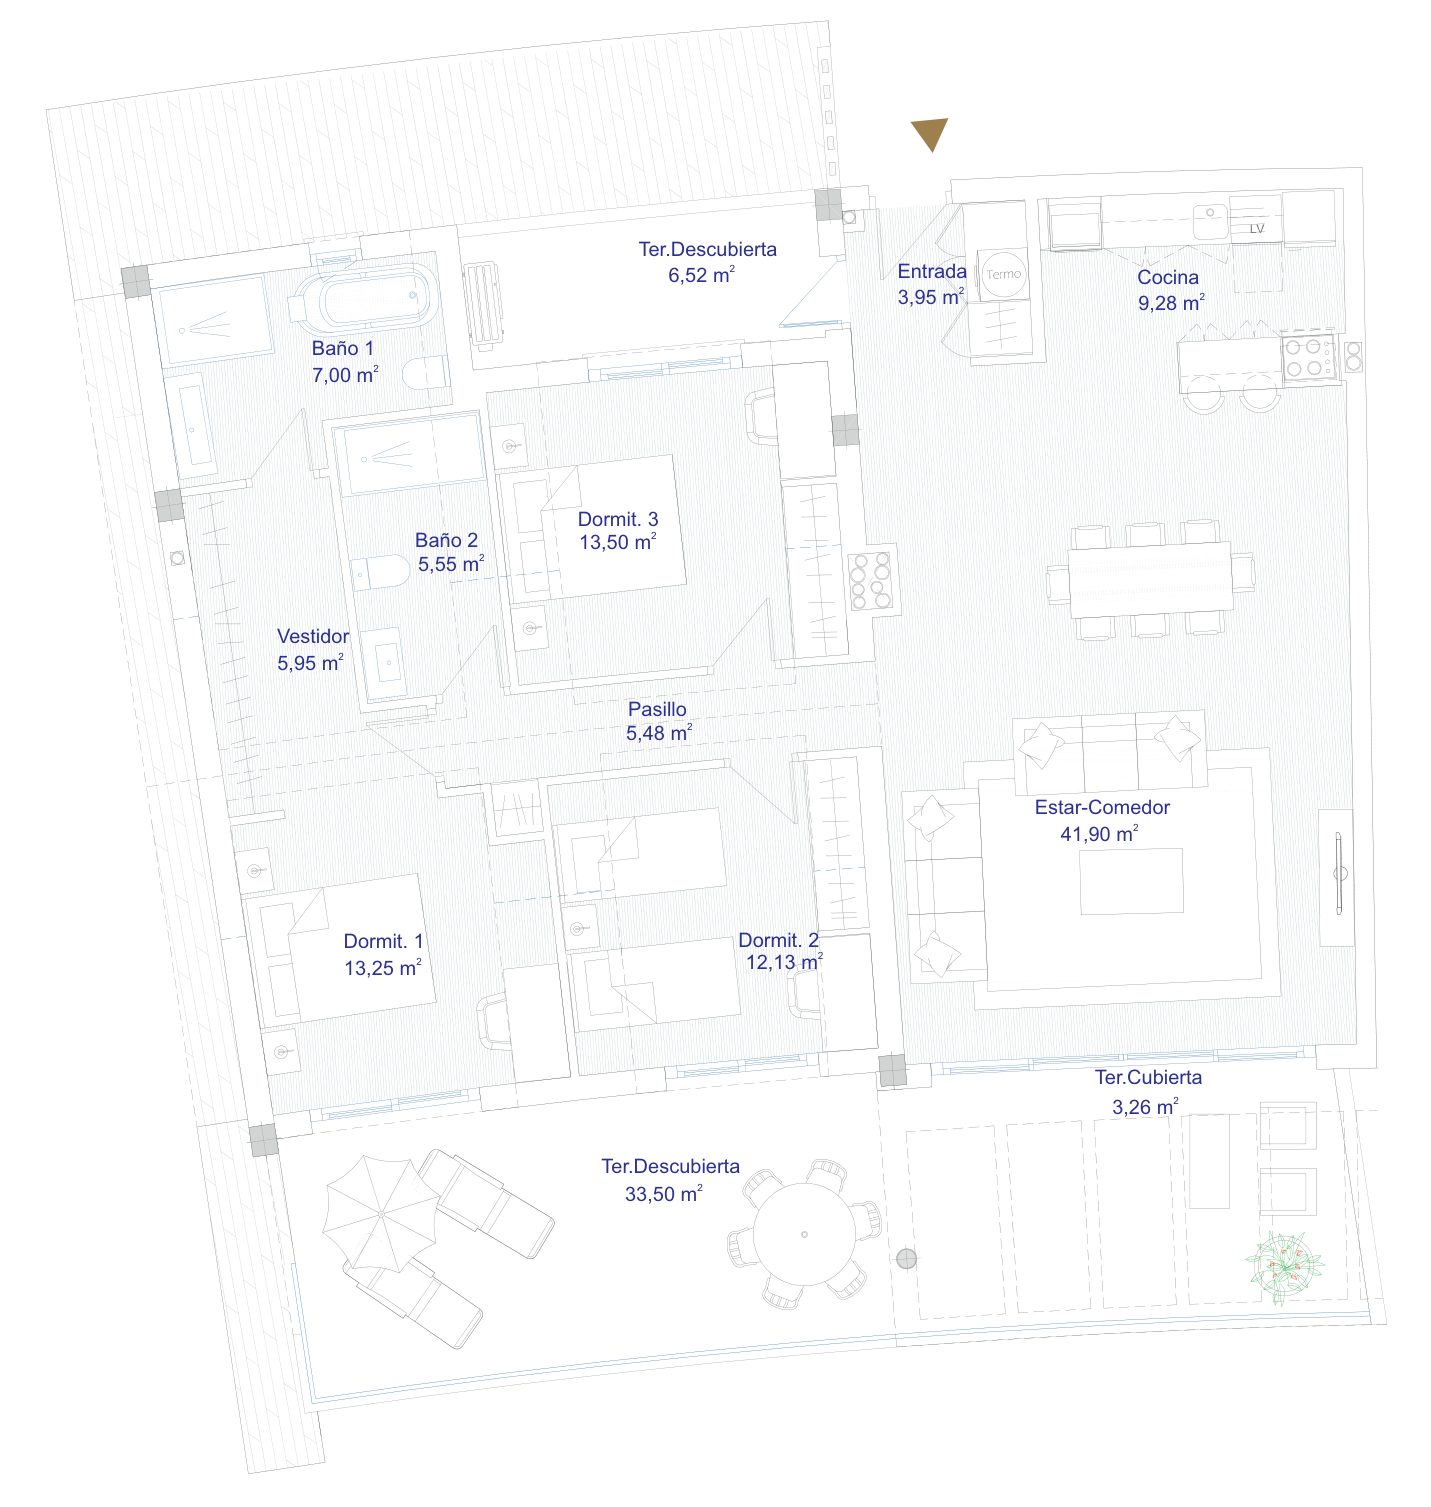 Ter.Descubierta
6,52 m²
Entrada
3,95 m²
Termo
LV
Cocina
9,28 m²
Baño 1
7,00 m²
Dormit. 3
13,50 m²
Baño 2
5,55 m²
Vestidor
5,95 m²
Pasillo
5,48 m²
Estar-Comedor
41,90 m²
Dormit. 1
13,25 m²
Dormit. 2
12,13 m²
Ter.Cubierta
3,26 m²
Ter.Descubierta
33,50 m²